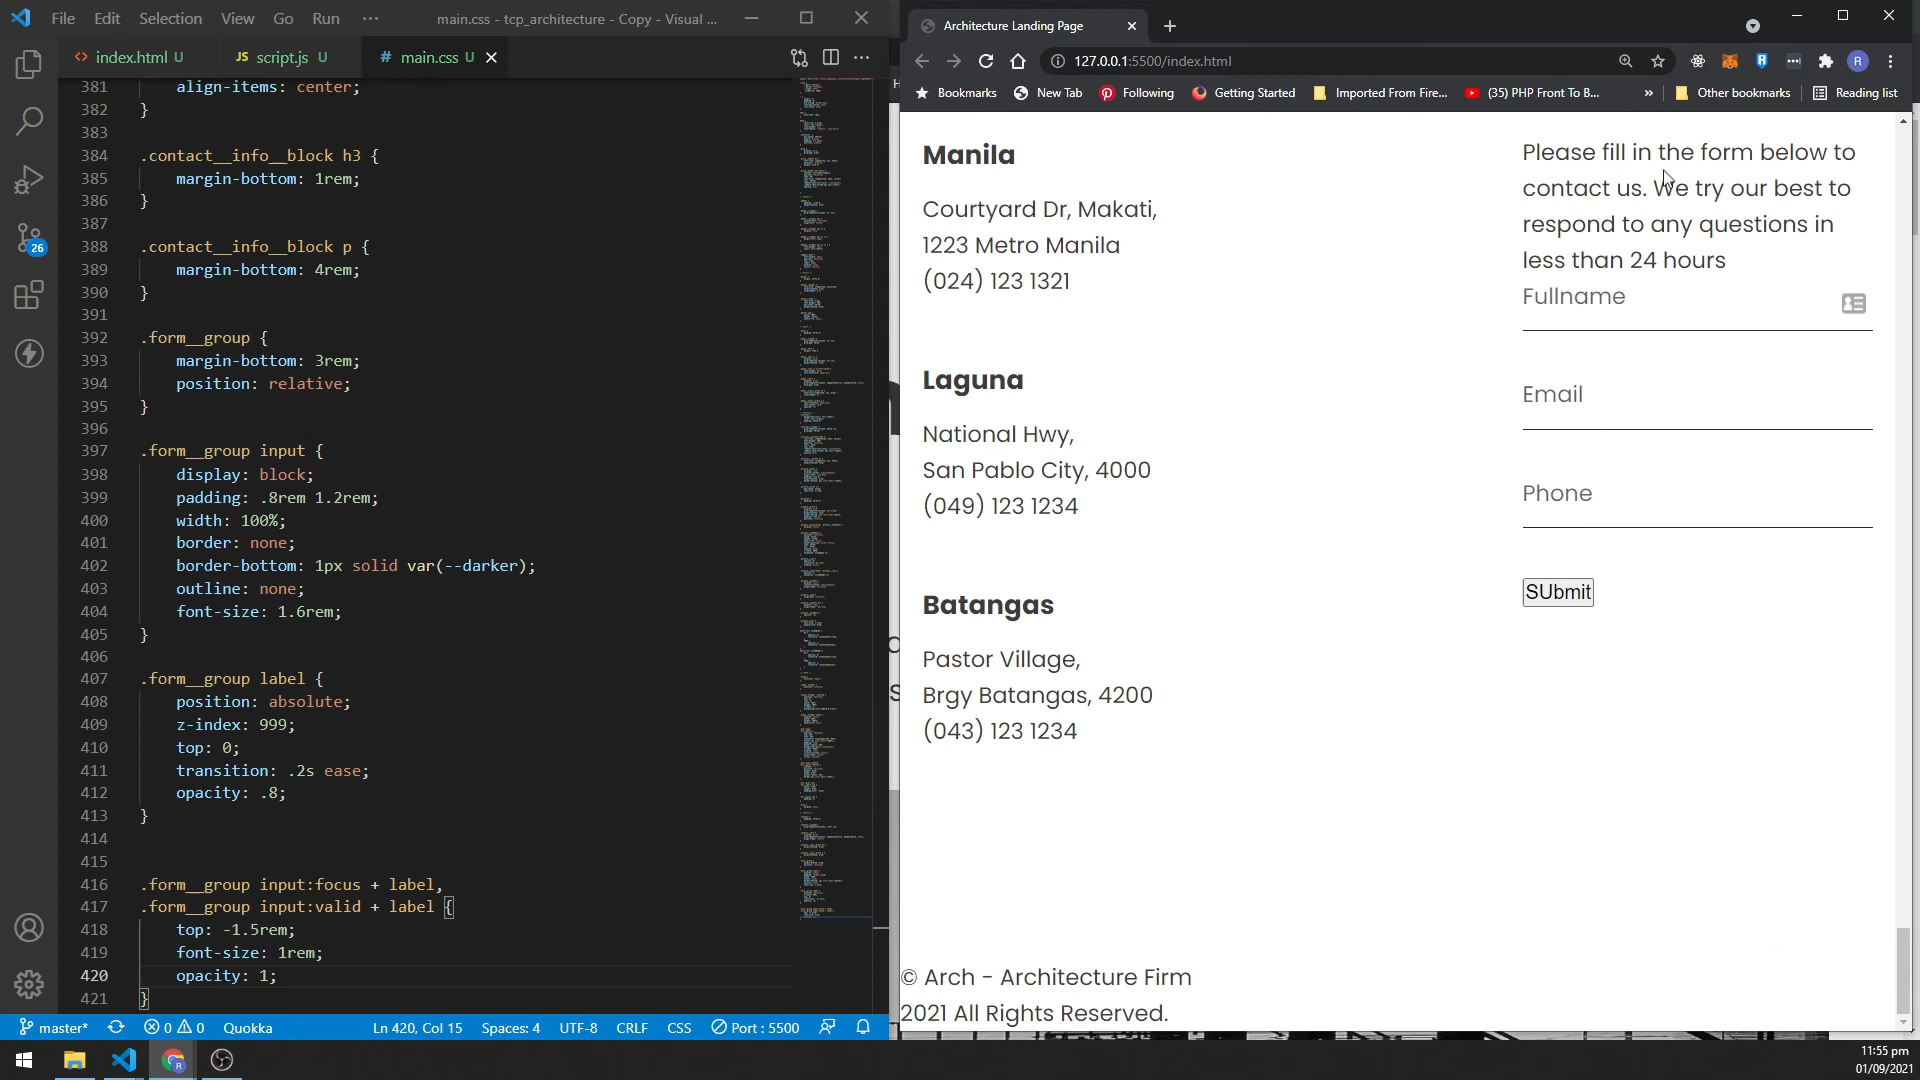 File Edit Selection View Go Run ··· main.css - tcp_architecture - Copy - Visual ...
index.html U
JS script.js U
# main.css U
381 align-items: center;
382 }
383
384 .contact__info__block h3 {
385 margin-bottom: 1rem;
386 }
387
388 .contact__info__block p {
389 margin-bottom: 4rem;
390 }
391
392 .form__group {
393 margin-bottom: 3rem;
394 position: relative;
395 }
396
397 .form__group input {
398 display: block;
399 padding: .8rem 1.2rem;
400 width: 100%;
401 border: none;
402 border-bottom: 1px solid var(--darker);
403 outline: none;
404 font-size: 1.6rem;
405 }
406
407 .form__group label {
408 position: absolute;
409 z-index: 999;
410 top: 0;
411 transition: .2s ease;
412 opacity: .8;
413 }
414
415
416 .form__group input:focus + label,
417 .form__group input:valid + label {
418 top: -1.5rem;
419 font-size: 1rem;
420 opacity: 1;
421 }
26
master* 0 0 Quokka Ln 420, Col 15 Spaces: 4 UTF-8 CRLF CSS Port : 5500
Architecture Landing Page
127.0.0.1:5500/index.html
R
Bookmarks New Tab Following Getting Started Imported From Fire... (35) PHP Front To B... » Other bookmarks Reading list
Manila
Courtyard Dr, Makati,
1223 Metro Manila
(024) 123 1321
Laguna
National Hwy,
San Pablo City, 4000
(049) 123 1234
Batangas
Pastor Village,
Brgy Batangas, 4200
(043) 123 1234
Please fill in the form below to
contact us. We try our best to
respond to any questions in
less than 24 hours
Fullname
Email
Phone
SUbmit
© Arch - Architecture Firm
2021 All Rights Reserved.
11:55 pm
01/09/2021